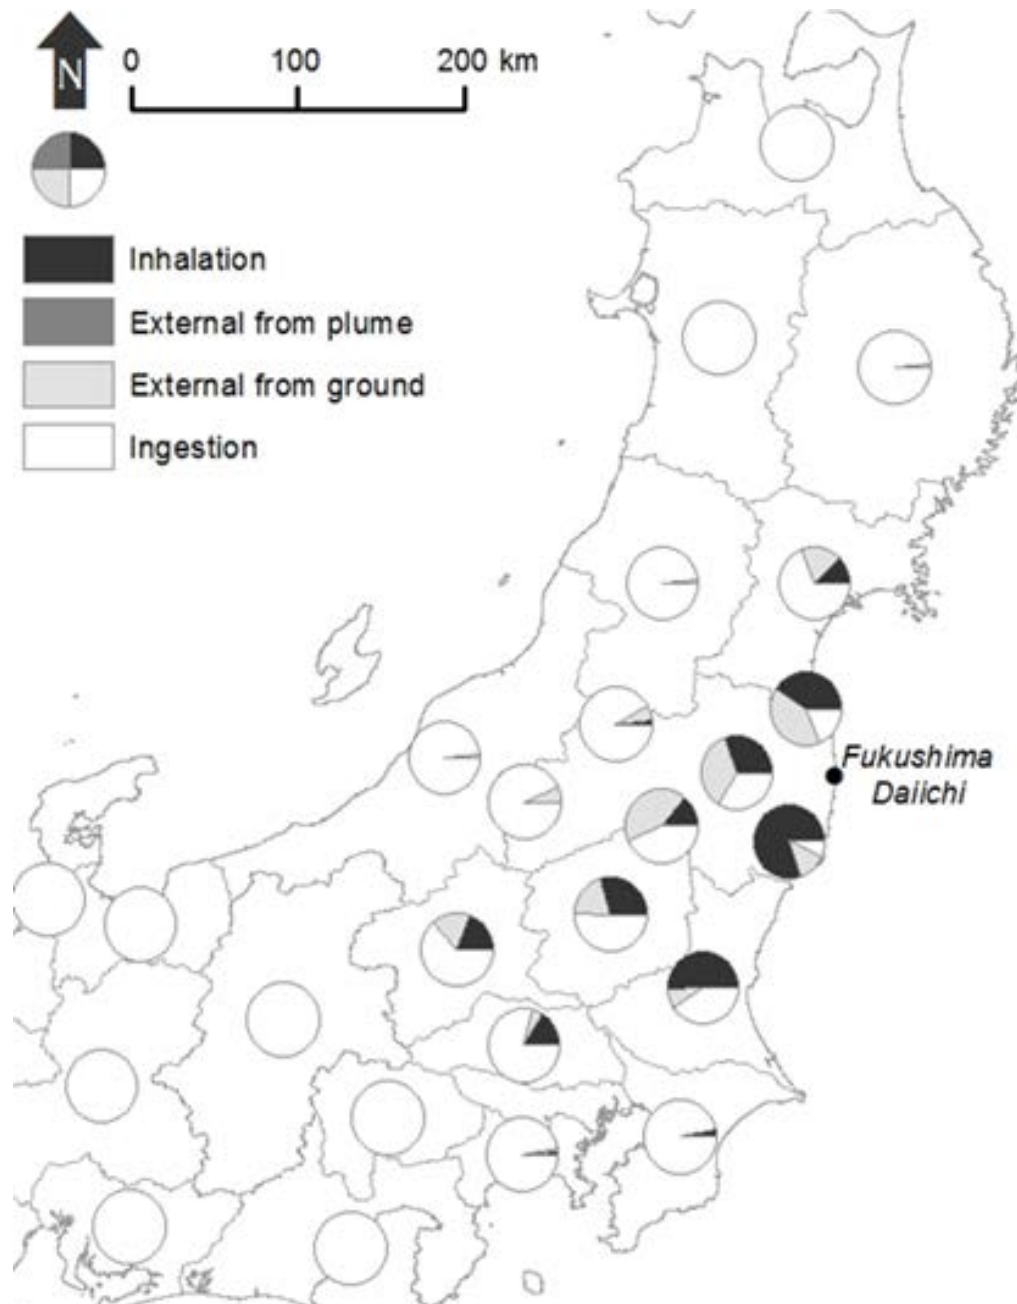 N
0 100 200 km
Inhalation
External from plume
External from ground
Ingestion
Fukushima
Daiichi